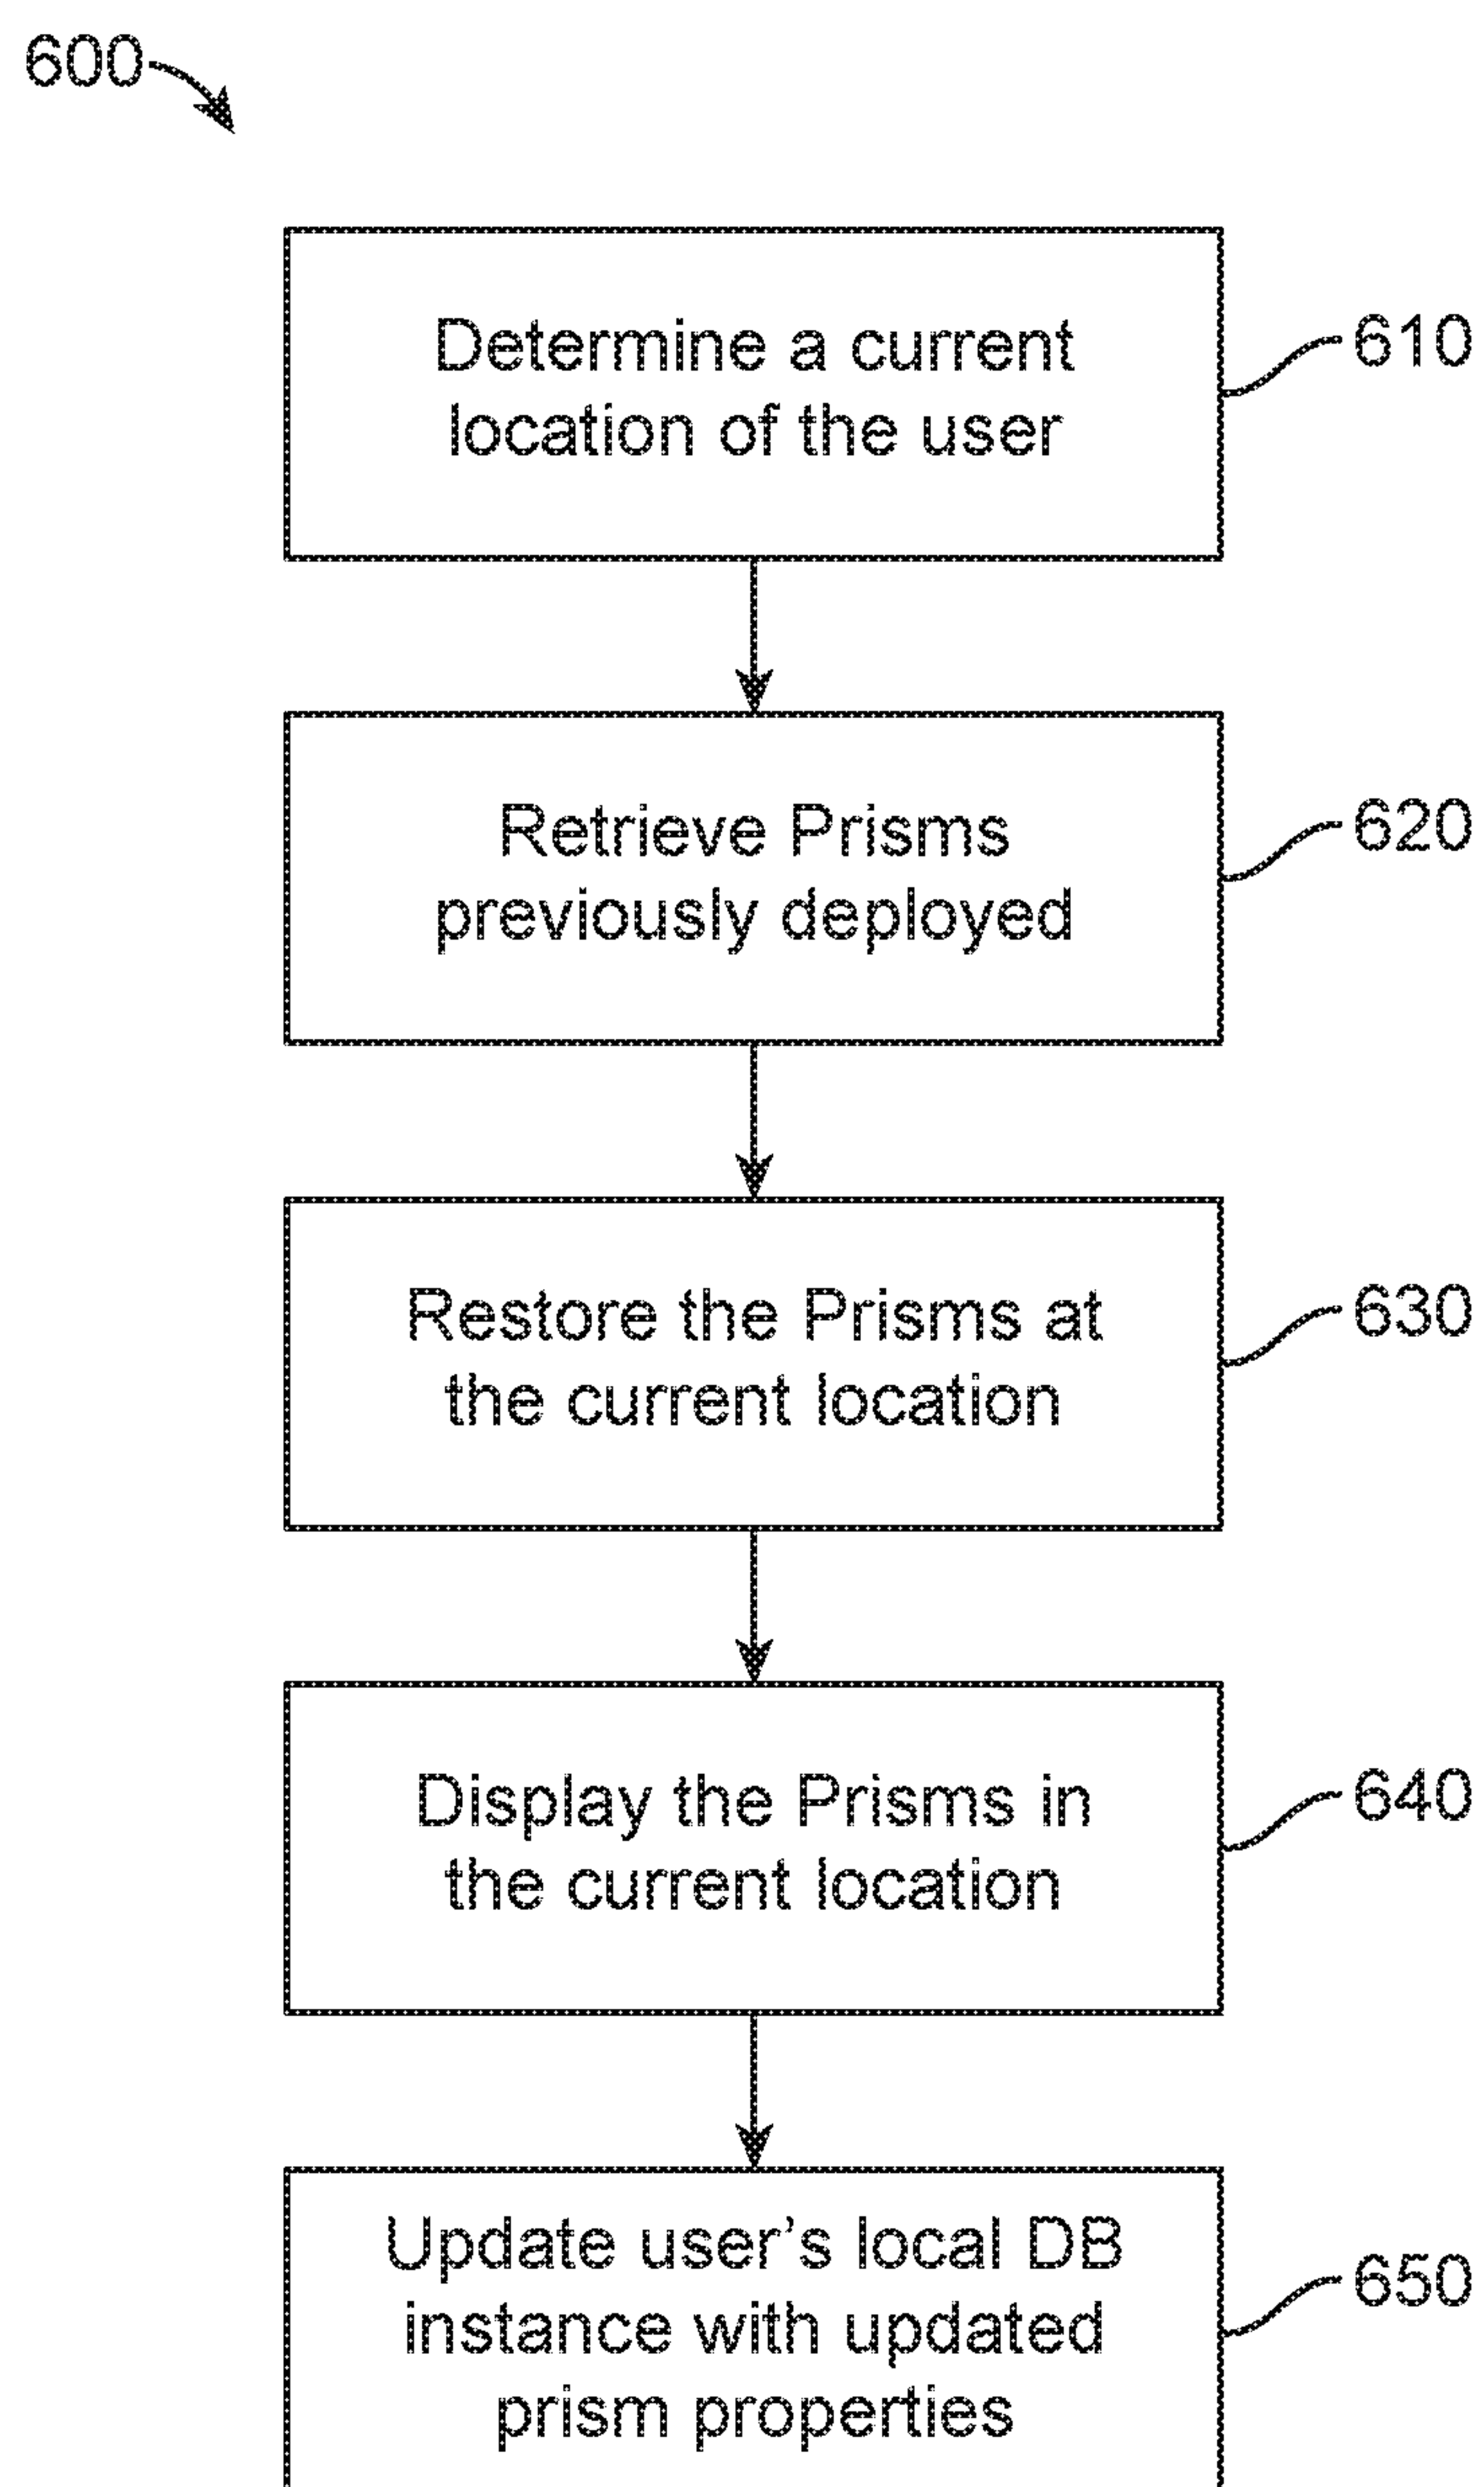 600
Determine a current
location of the user
610
Retrieve Prisms
previously deployed
620
Restore the Prisms at
the current location
630
Display the Prisms in
the current location
640
Update user's local DB
instance with updated
prism properties
650